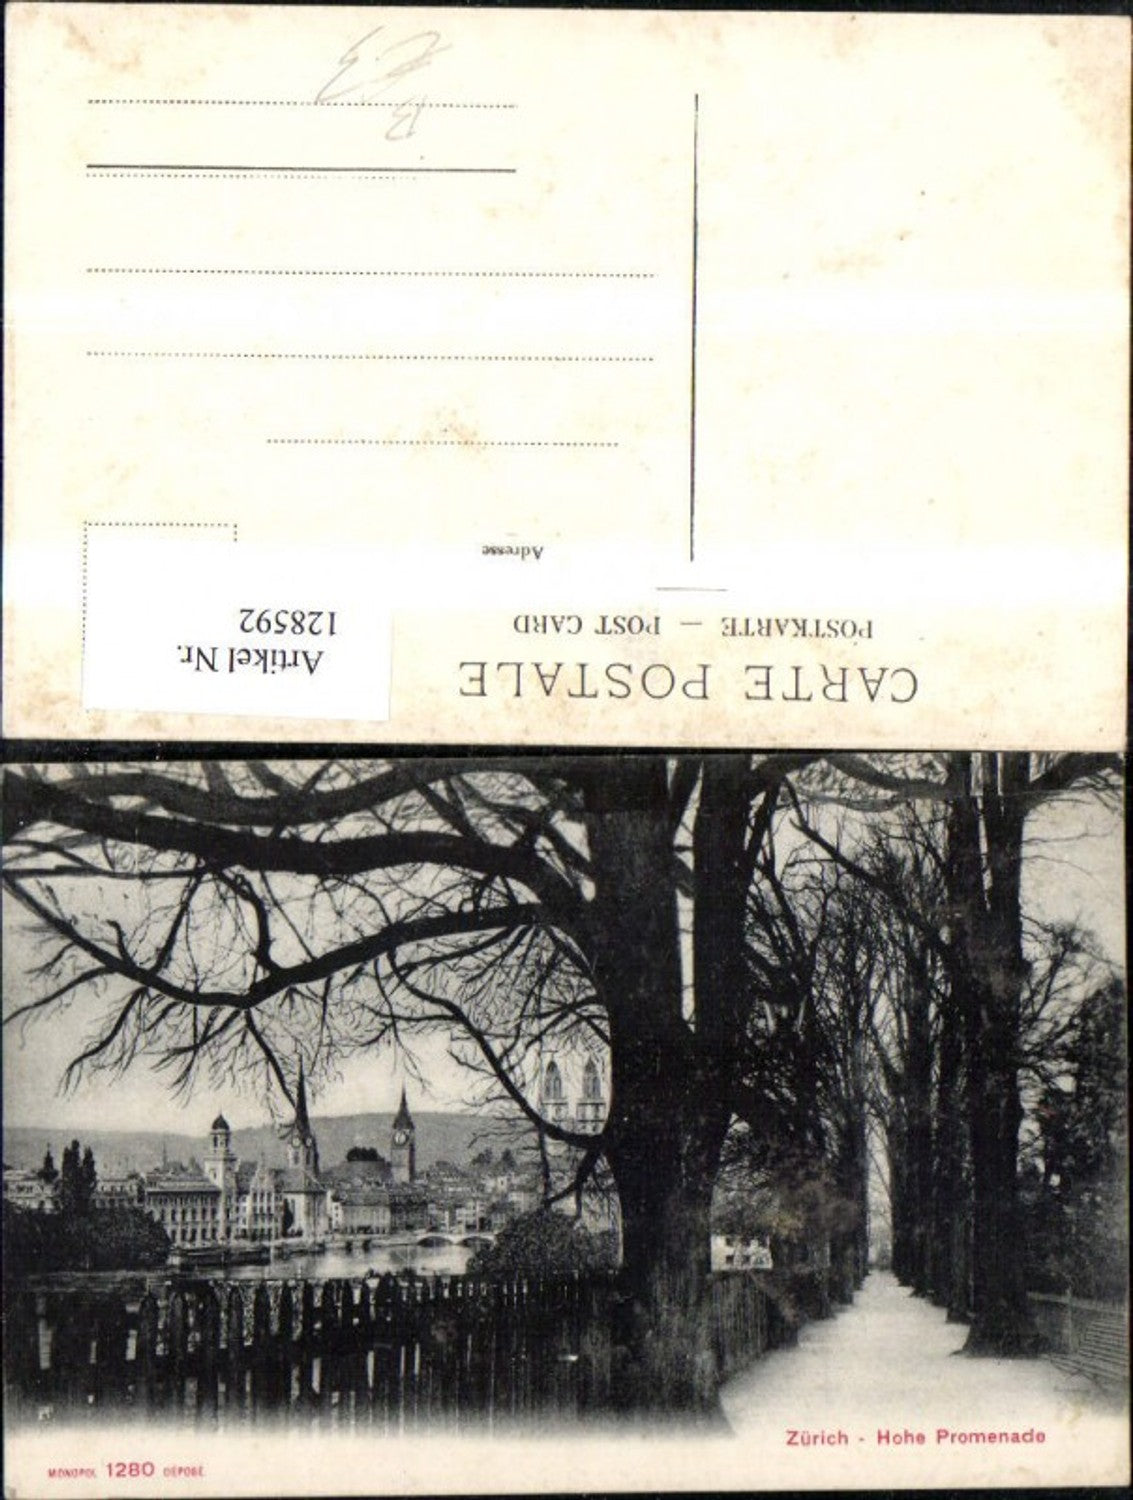 CARTE POSTALE
POSTKARTE — POST CARD
Adresse
Artikel Nr.
128592
Zürich - Hohe Promenade
MONOPOL 1280 DÉPOSÉ